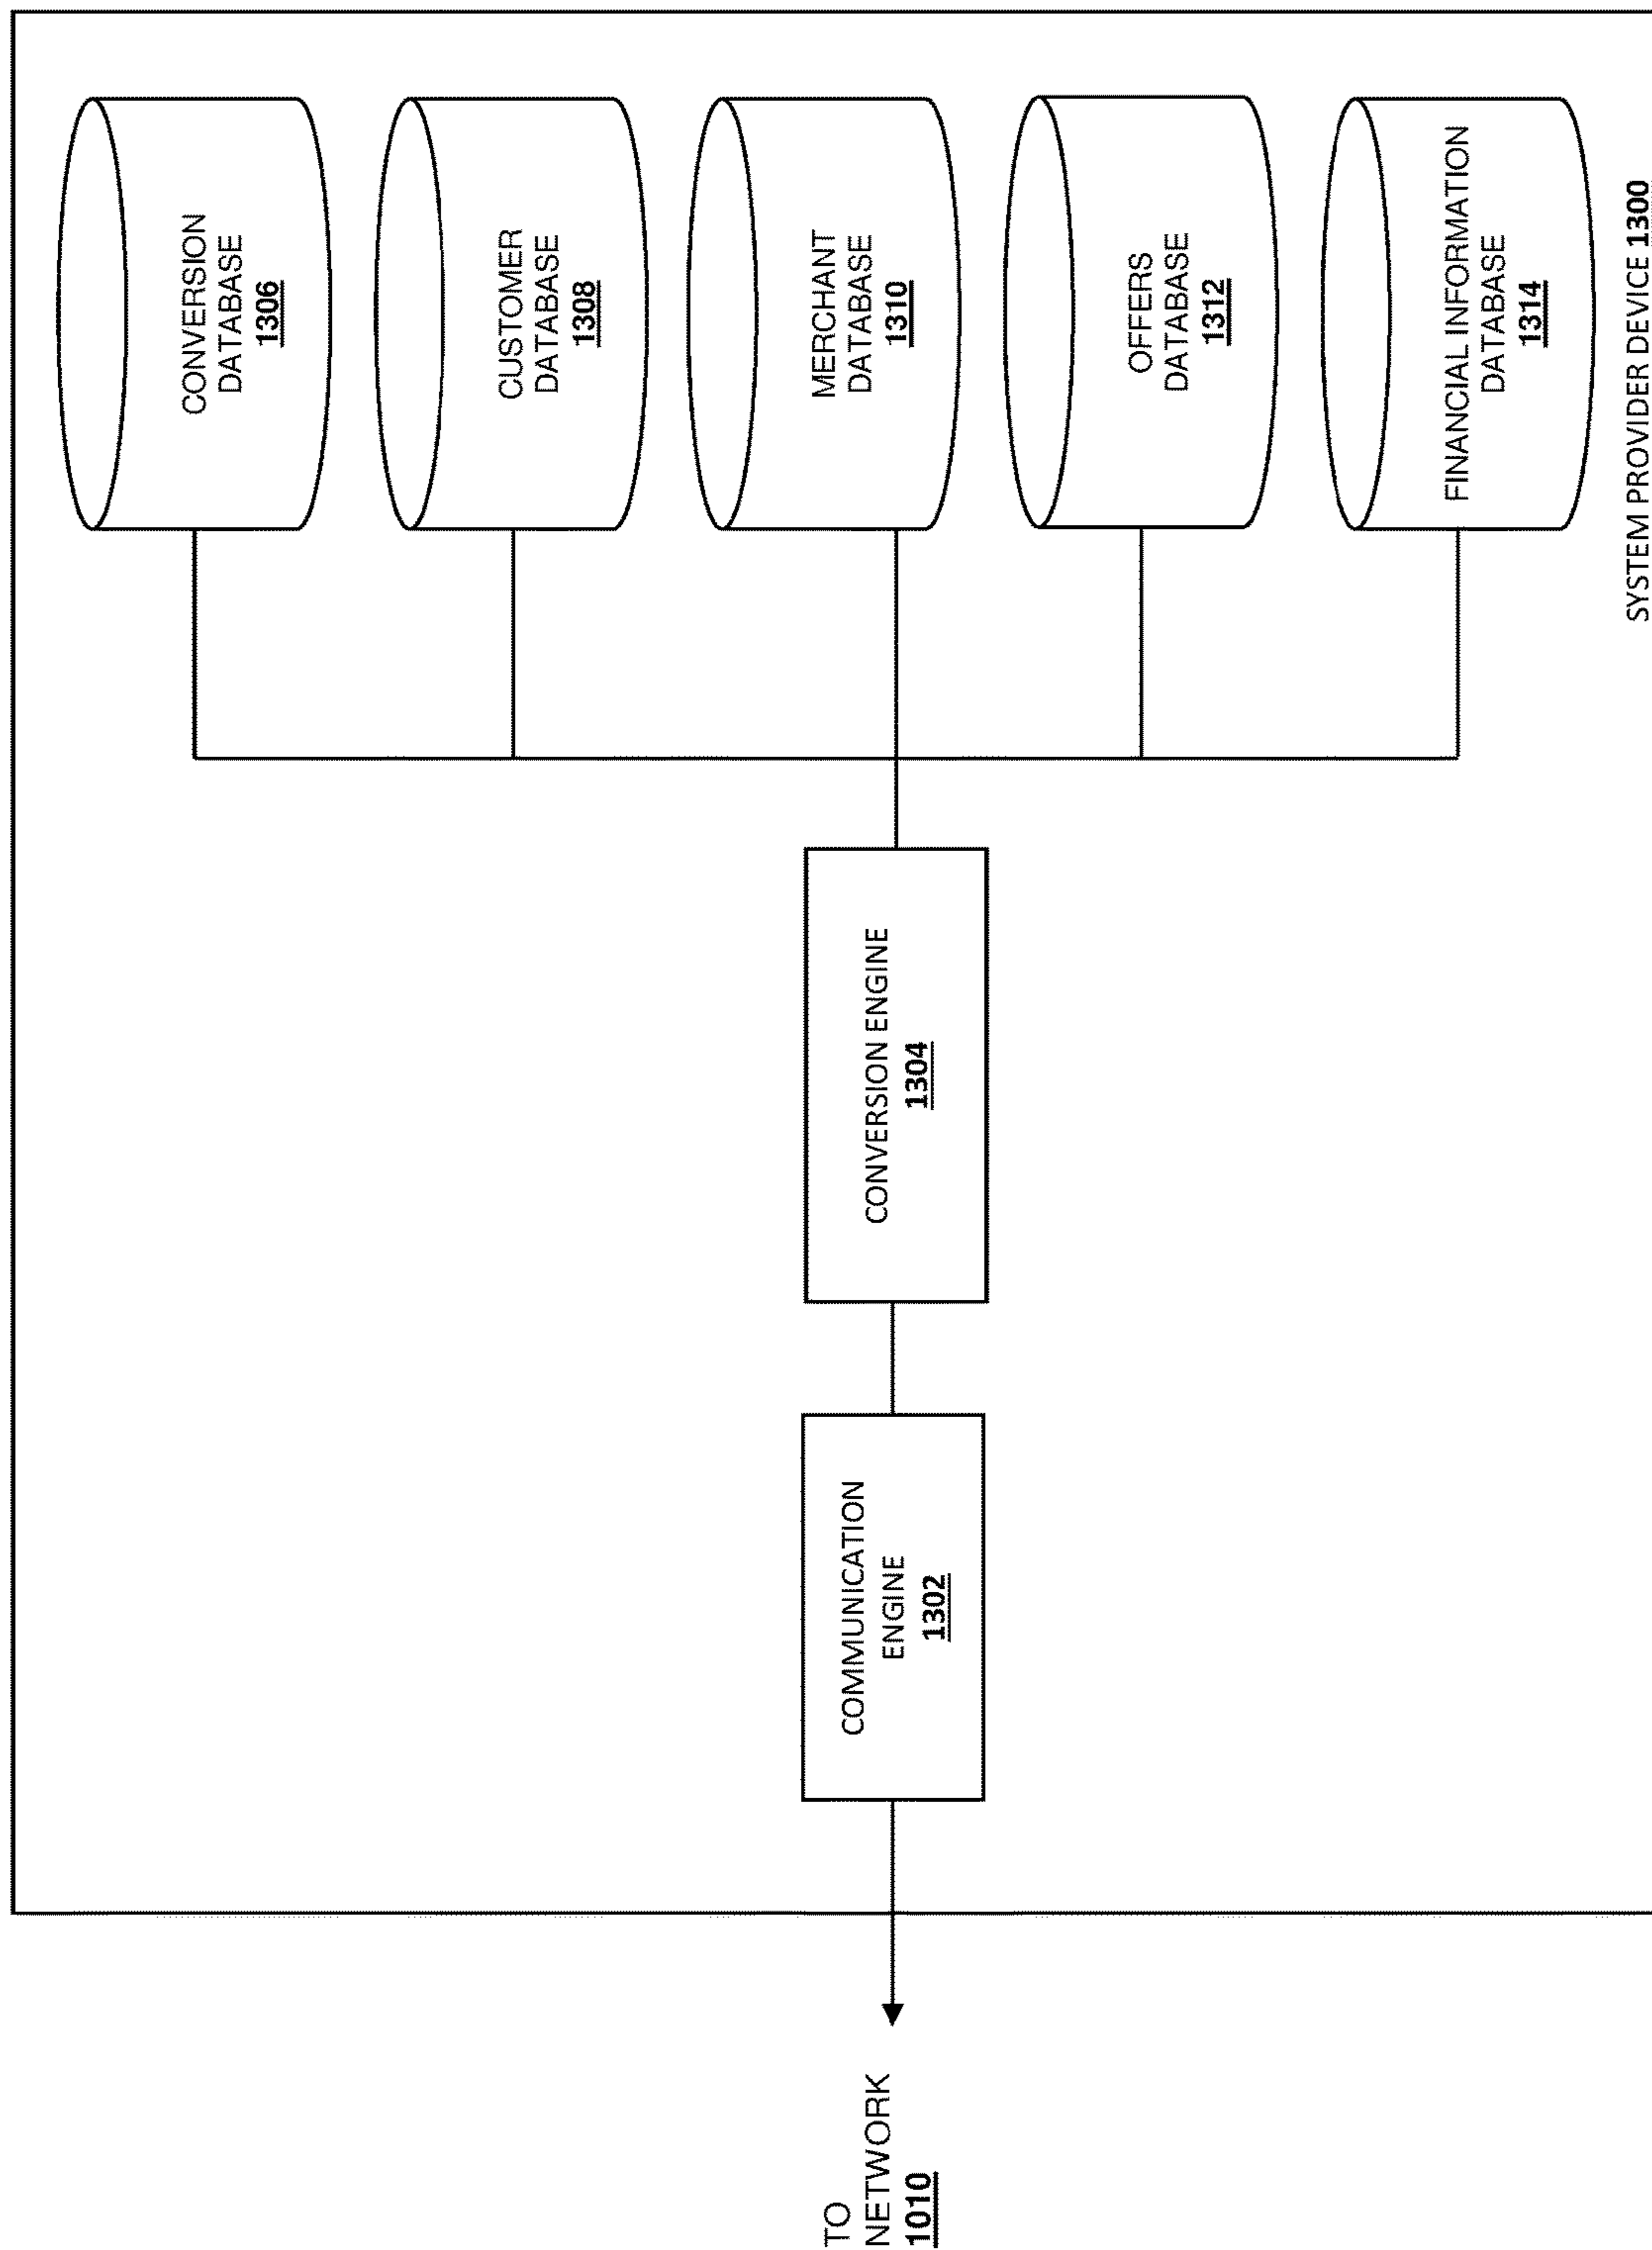 TO
NETWORK
1010
COMMUNICATION
ENGINE
1302
CONVERSION ENGINE
1304
CONVERSION
DATABASE
1306
CUSTOMER
DATABASE
1308
MERCHANT
DATABASE
1310
OFFERS
DATABASE
1312
FINANCIAL INFORMATION
DATABASE
1314
SYSTEM PROVIDER DEVICE 1300